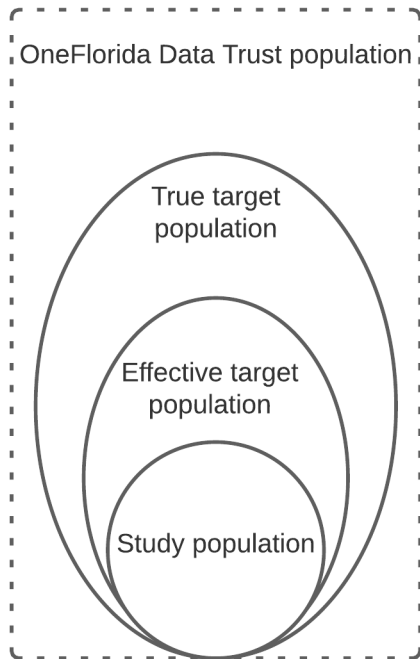 OneFlorida Data Trust population
True target
population
Effective target
population
Study population